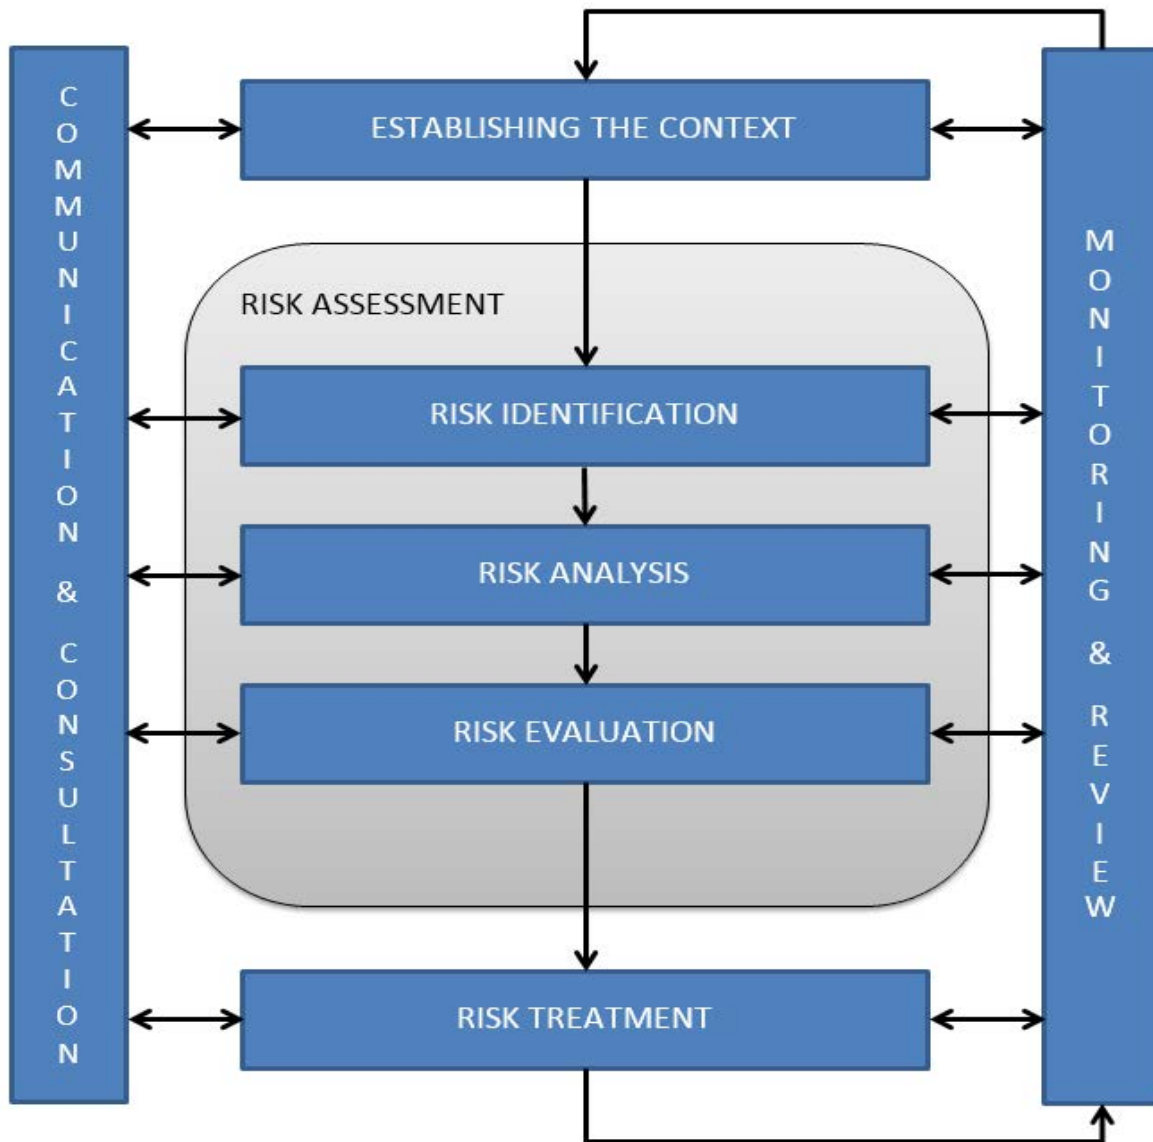 COMMUNICATION & CONSULTATION
ESTABLISHING THE CONTEXT
RISK ASSESSMENT
RISK IDENTIFICATION
RISK ANALYSIS
RISK EVALUATION
RISK TREATMENT
MONITORING & REVIEW